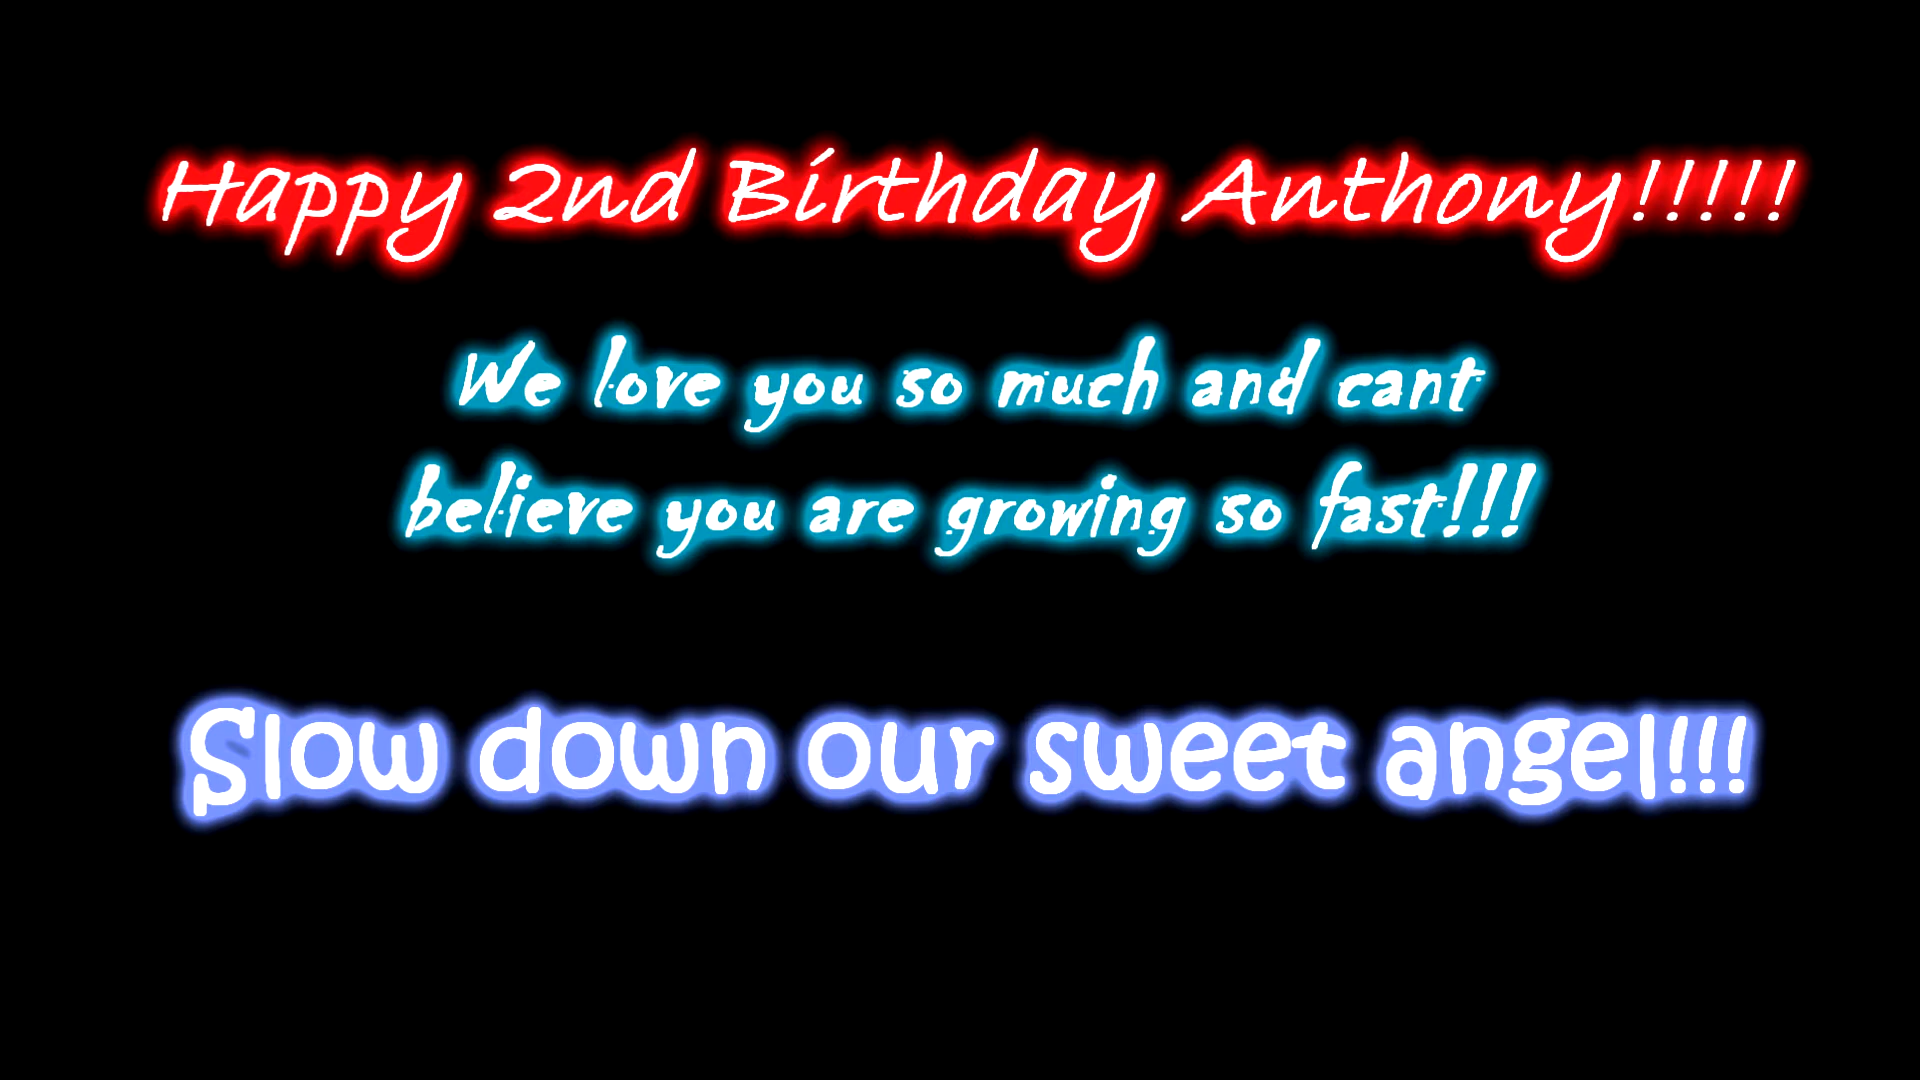 Happy 2nd Birthday Anthony!!!!!
We love you so much and cant
believe you are growing so fast!!!
Slow down our sweet angel!!!